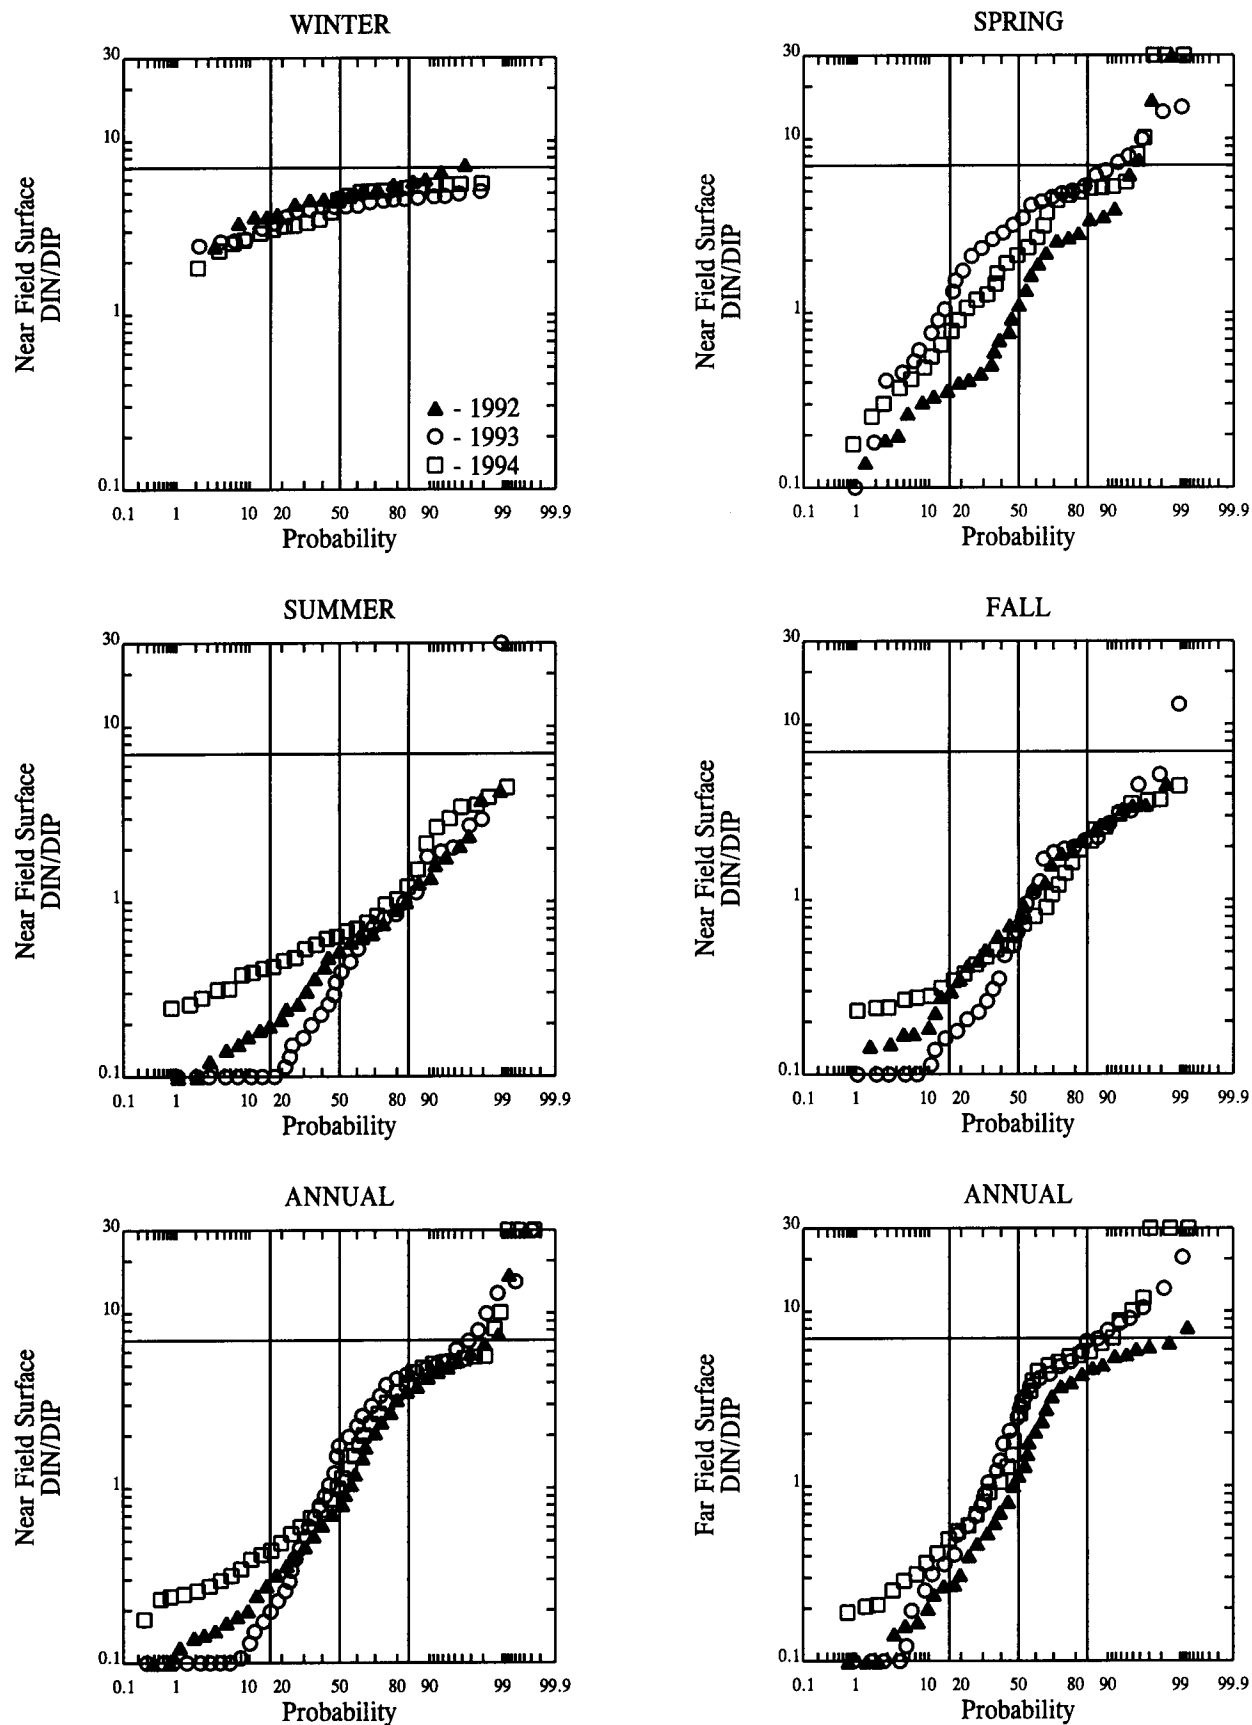 WINTER
30
10
1
0.1
Near Field Surface
DIN/DIP
▲ - 1992
○ - 1993
□ - 1994
0.1 1 10 20 50 80 90 99 99.9
Probability
SPRING
30
10
1
0.1
Near Field Surface
DIN/DIP
0.1 1 10 20 50 80 90 99 99.9
Probability
SUMMER
30
10
1
0.1
Near Field Surface
DIN/DIP
0.1 1 10 20 50 80 90 99 99.9
Probability
FALL
30
10
1
0.1
Near Field Surface
DIN/DIP
0.1 1 10 20 50 80 90 99 99.9
Probability
ANNUAL
30
10
1
0.1
Near Field Surface
DIN/DIP
0.1 1 10 20 50 80 90 99 99.9
Probability
ANNUAL
30
10
1
0.1
Far Field Surface
DIN/DIP
0.1 1 10 20 50 80 90 99 99.9
Probability